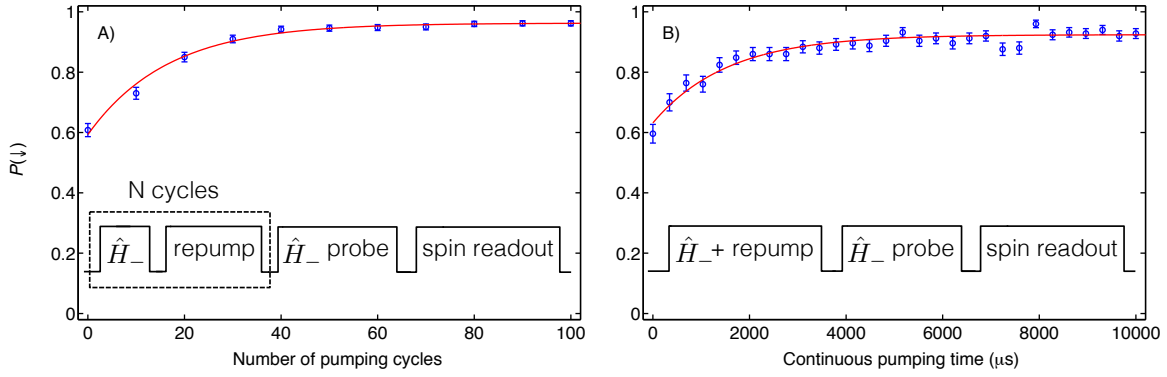 A)
P(↓)
1
0.8
0.6
0.4
0.2
0
N cycles
Ĥ₋
repump
Ĥ₋ probe
spin readout
0 20 40 60 80 100
Number of pumping cycles
B)
1
0.8
0.6
0.4
0.2
0
Ĥ₋+ repump
Ĥ₋ probe
spin readout
0 2000 4000 6000 8000 10000
Continuous pumping time (μs)